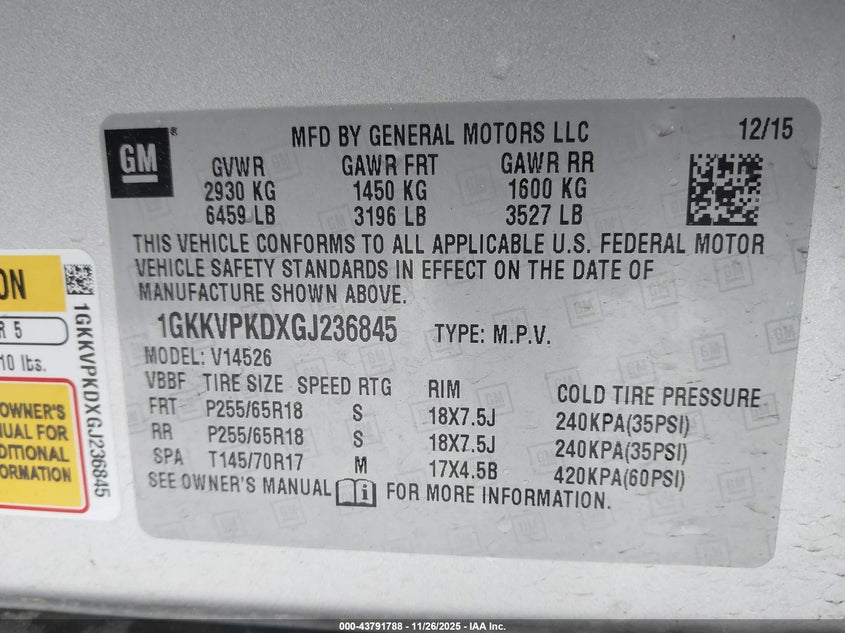 GM
®
MFD BY GENERAL MOTORS LLC
12/15
GVWR GAWR FRT GAWR RR
2930 KG 1450 KG 1600 KG
6459 LB 3196 LB 3527 LB
THIS VEHICLE CONFORMS TO ALL APPLICABLE U.S. FEDERAL MOTOR
VEHICLE SAFETY STANDARDS IN EFFECT ON THE DATE OF
MANUFACTURE SHOWN ABOVE.
1GKKVPKDXGJ236845 TYPE: M.P.V.
MODEL: V14526
VBBF TIRE SIZE SPEED RTG RIM COLD TIRE PRESSURE
FRT P255/65R18 S 18X7.5J 240KPA(35PSI)
RR P255/65R18 S 18X7.5J 240KPA(35PSI)
SPA T145/70R17 M 17X4.5B 420KPA(60PSI)
SEE OWNER'S MANUAL FOR MORE INFORMATION.
ON
R 5
10 lbs.
OWNER'S
NUAL FOR
DITIONAL
ORMATION
1GKKVPKDXGJ236845
000-43791788 - 11/26/2025 - IAA Inc.